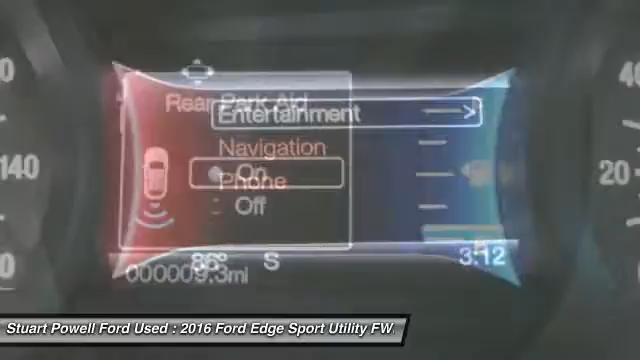 Rear Park Aid
Entertainment >
Navigation
140
On
20
Phone
Off
86° S 3:12
000009.3mi
Stuart Powell Ford Used : 2016 Ford Edge Sport Utility FW